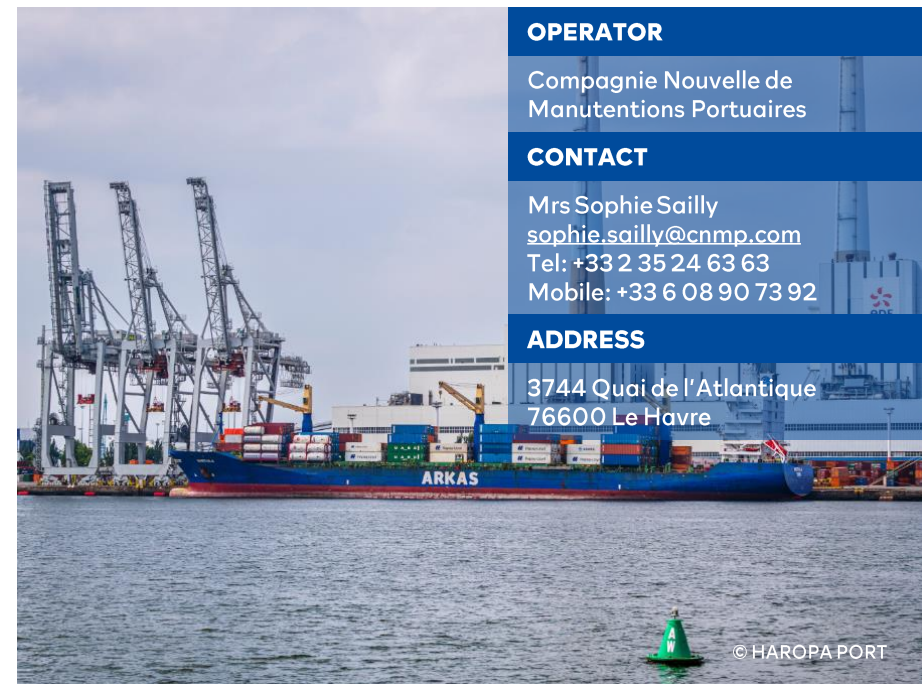 OPERATOR
Compagnie Nouvelle de
Manutentions Portuaires
CONTACT
Mrs Sophie Sailly
sophie.sailly@cnmp.com
Tel: +33 2 35 24 63 63
Mobile: +33 6 08 90 73 92
ADDRESS
3744 Quai de l'Atlantique
76600 Le Havre
ARKAS
A
W
© HAROPA PORT